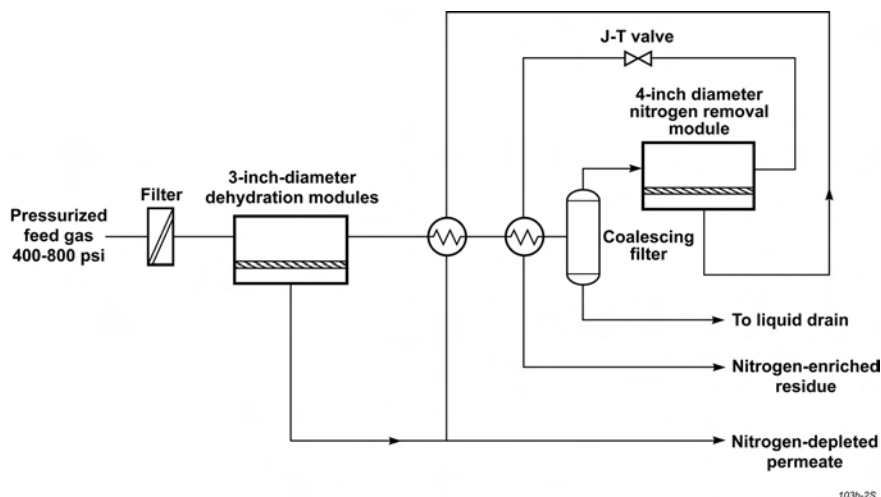 J-T valve
4-inch diameter
nitrogen removal
module
3-inch-diameter
dehydration modules
Filter
Pressurized
feed gas
400-800 psi
Coalescing
filter
To liquid drain
Nitrogen-enriched
residue
Nitrogen-depleted
permeate
103b-2S